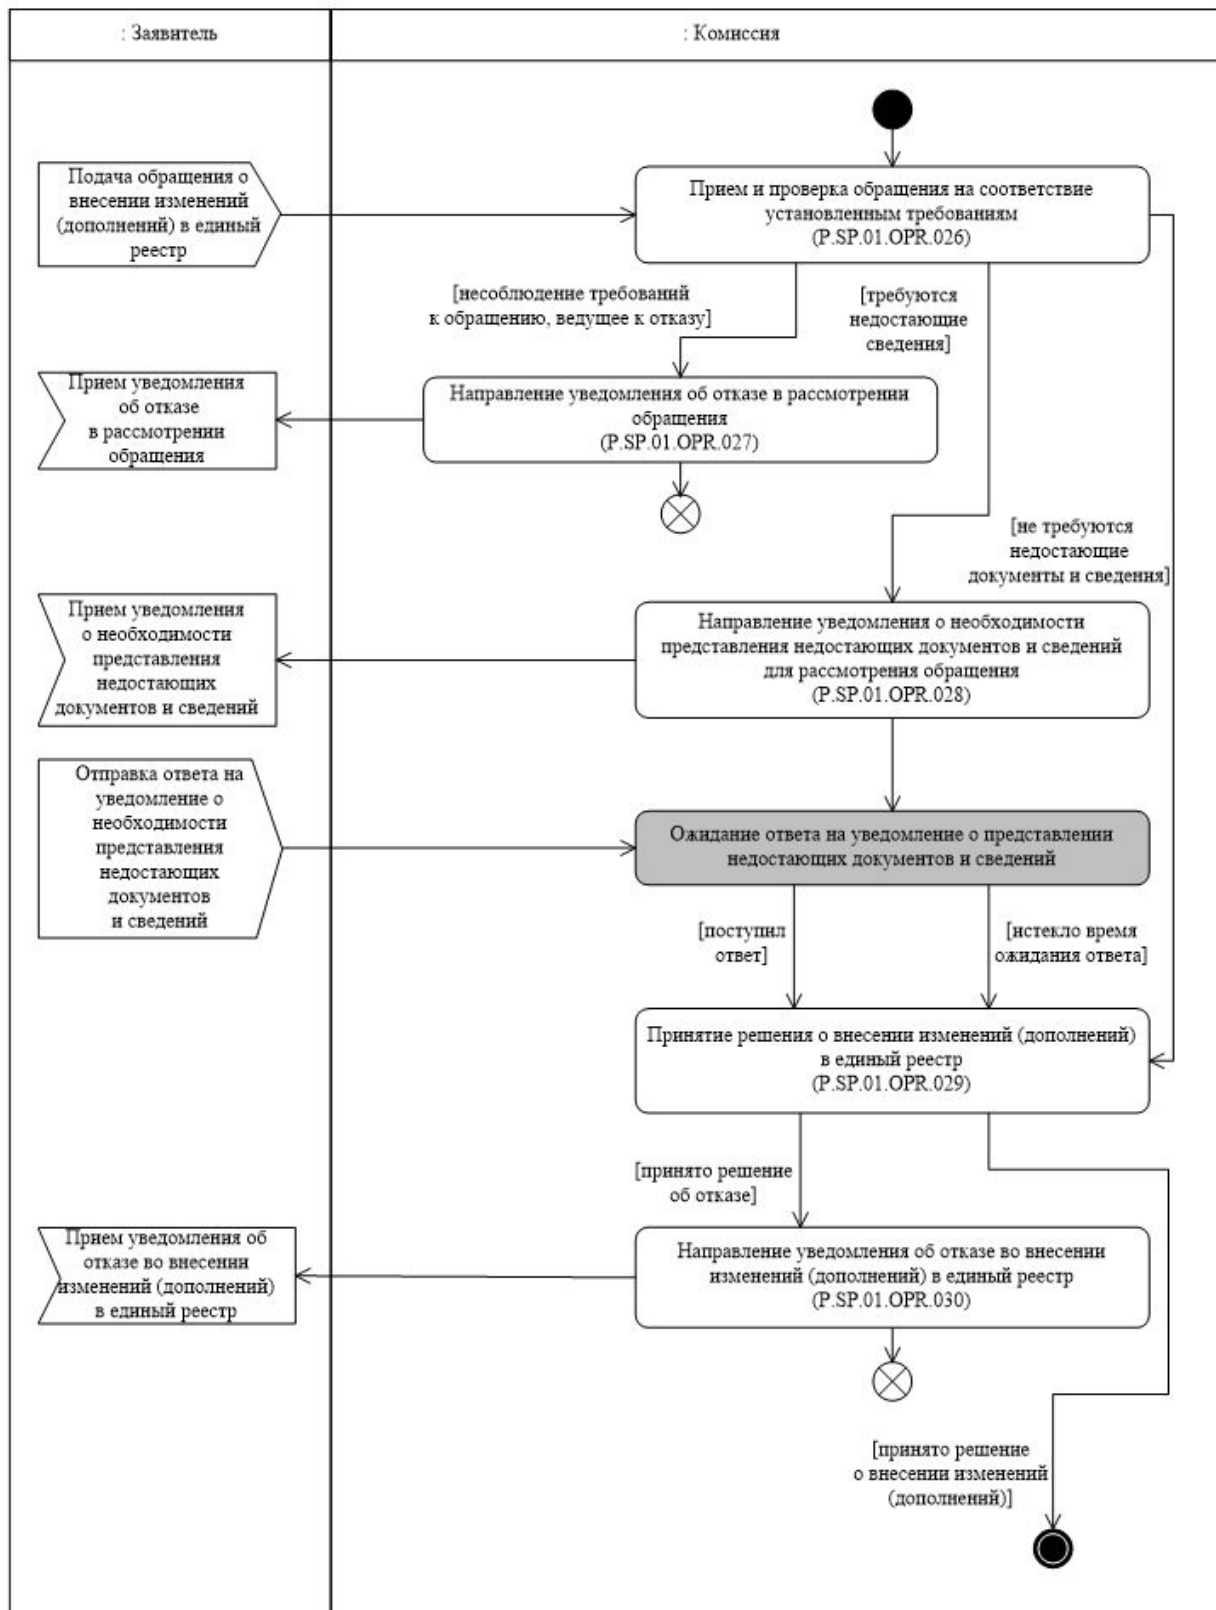 : Заявитель
: Комиссия
Подача обращения о
внесении изменений
(дополнений) в единый
реестр
Прием и проверка обращения на соответствие
установленным требованиям
(P.SP.01.OPR.026)
[несоблюдение требований
к обращению, ведущее к отказу]
[требуются
недостающие
сведения]
Прием уведомления
об отказе
в рассмотрении
обращения
Направление уведомления об отказе в рассмотрении
обращения
(P.SP.01.OPR.027)
[не требуются
недостающие
документы и сведения]
Прием уведомления
о необходимости
представления
недостающих
документов и сведений
Направление уведомления о необходимости
представления недостающих документов и сведений
для рассмотрения обращения
(P.SP.01.OPR.028)
Отправка ответа на
уведомление о
необходимости
представления
недостающих
документов
и сведений
Ожидание ответа на уведомление о представлении
недостающих документов и сведений
[поступил
ответ]
[истекло время
ожидания ответа]
Принятие решения о внесении изменений (дополнений)
в единый реестр
(P.SP.01.OPR.029)
[принято решение
об отказе]
Прием уведомления об
отказе во внесении
изменений (дополнений)
в единый реестр
Направление уведомления об отказе во внесении
изменений (дополнений) в единый реестр
(P.SP.01.OPR.030)
[принято решение
о внесении изменений
(дополнений)]